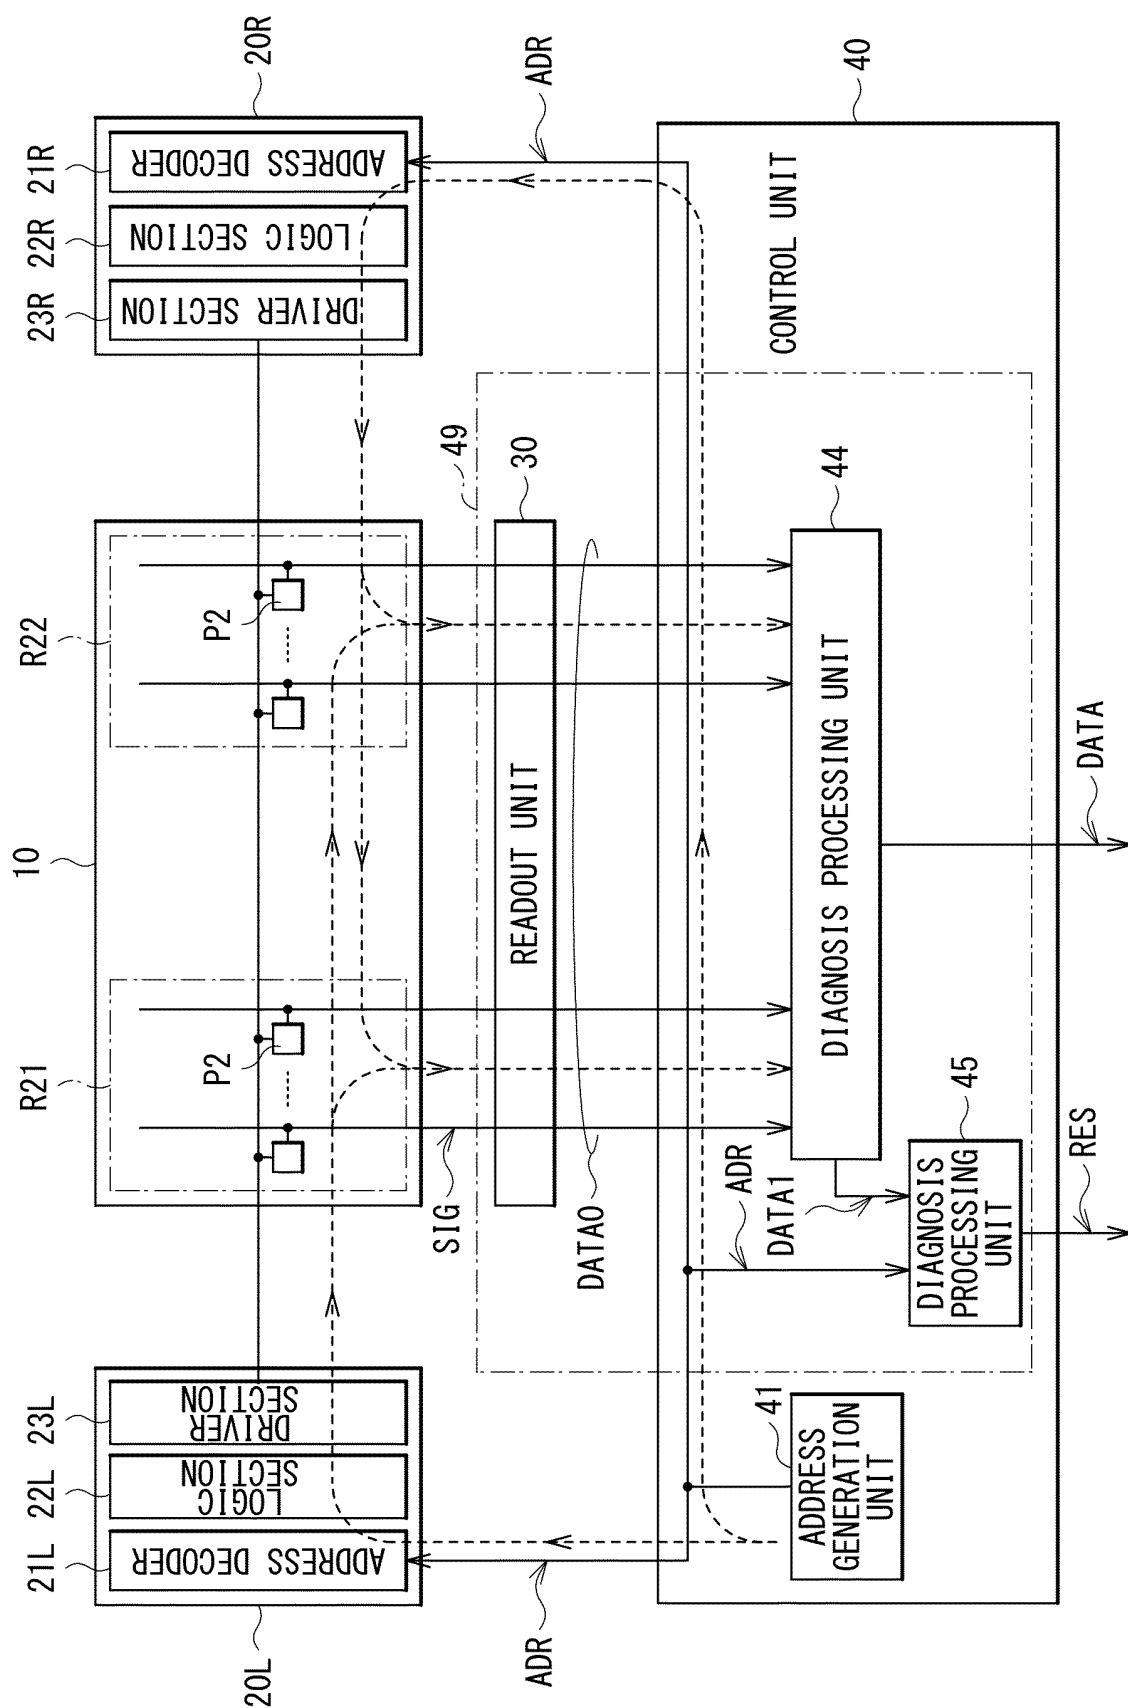 21L
22L
23L
R21
10
R22
23R
22R
21R
20L
20R
ADDRESS DECODER
LOGIC
SECTION
DRIVER
SECTION
P2
P2
DRIVER SECTION
LOGIC SECTION
ADDRESS DECODER
SIG
49
ADR
READOUT UNIT
30
ADR
DATA0
ADR
DATA1
CONTROL UNIT
41
ADDRESS
GENERATION
UNIT
DIAGNOSIS PROCESSING UNIT
44
40
45
DIAGNOSIS
PROCESSING
UNIT
RES
DATA